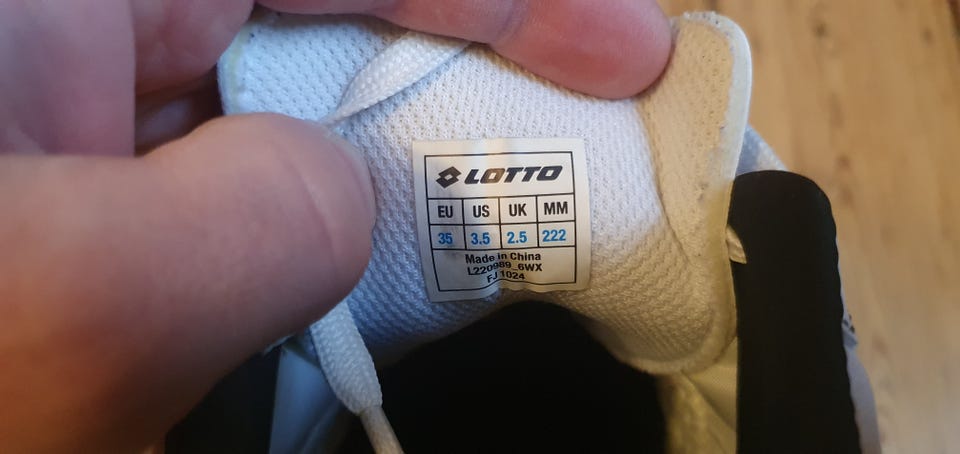 LOTTO
EU US UK MM
35 3.5 2.5 222
Made in China
L220989_6WX
FJ 1024